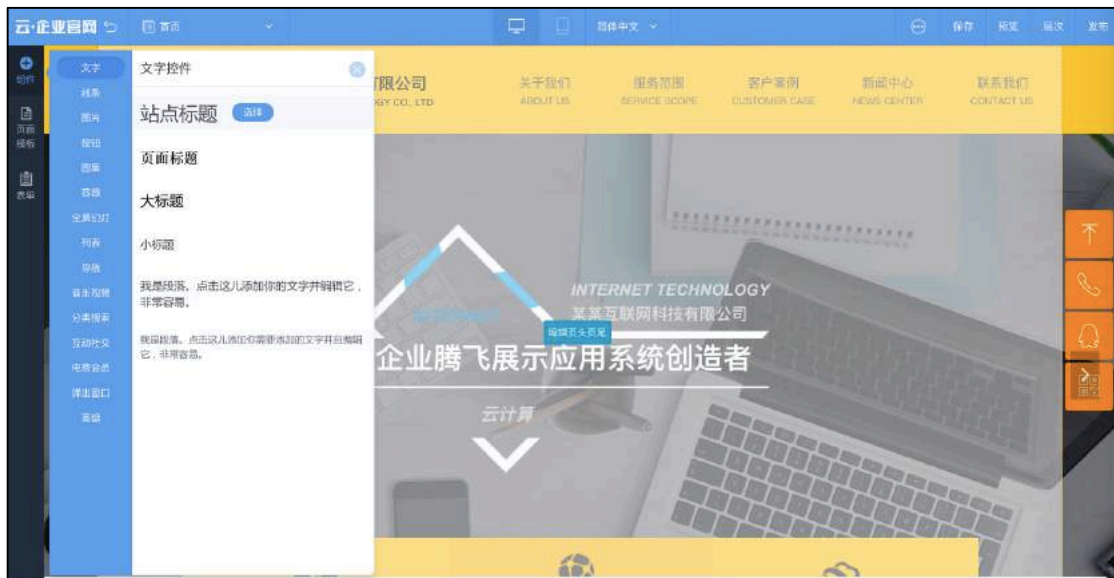 云·企业官网
首页
简体中文
保存
预览
发布
组件
页面
模板
表单
文字
线条
图片
按钮
图集
容器
全屏幻灯
列表
导航
音乐视频
分类搜索
互动社交
电商会员
弹出窗口
高级
文字控件
站点标题
选择
页面标题
大标题
小标题
我是段落。点击这儿添加你的文字并编辑它，
非常容易。
我是段落。点击这儿添加你需要添加的文字并且编辑
它，非常容易。
有限公司
GY CO., LTD
关于我们
ABOUT US
服务范围
SERVICE SCOPE
客户案例
CUSTOMER CASE
新闻中心
NEWS CENTER
联系我们
CONTACT US
INTERNET TECHNOLOGY
某某互联网科技有限公司
编辑页头页尾
企业腾飞展示应用系统创造者
云计算